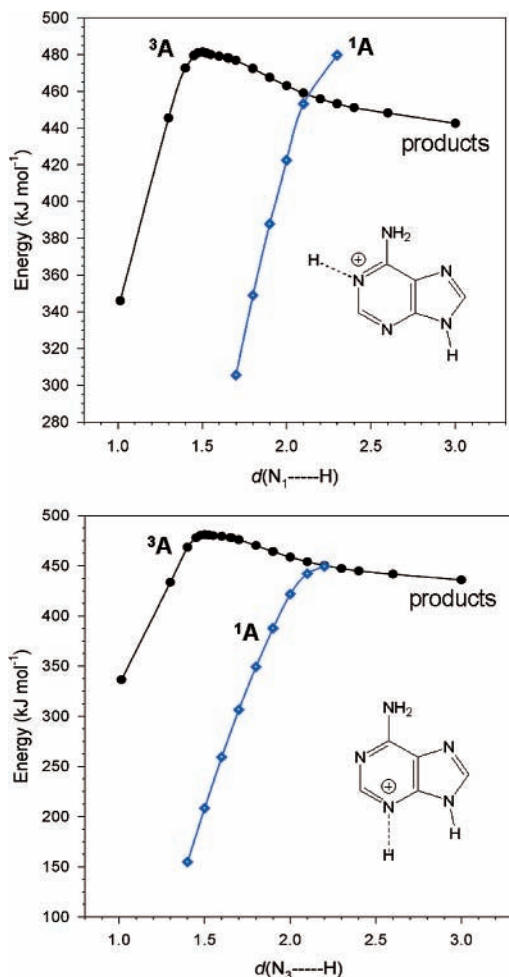 500
480
460
440
420
400
380
360
340
320
300
280
Energy (kJ mol⁻¹)
³A
¹A
products
NH₂
H
⊕
N
N
N
N
H
1.0 1.5 2.0 2.5 3.0
d(N₁-----H)
500
450
400
350
300
250
200
150
100
Energy (kJ mol⁻¹)
³A
products
¹A
NH₂
N
N
⊕
N
N
H
H
1.0 1.5 2.0 2.5 3.0
d(N₃-----H)